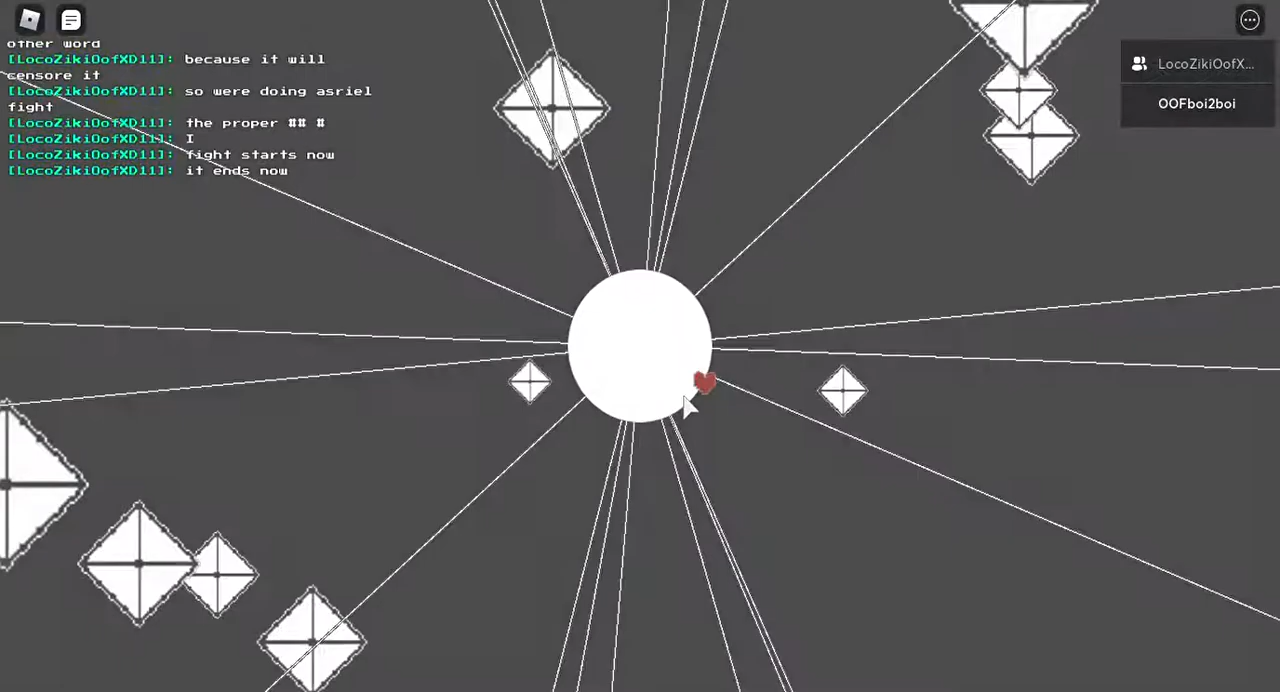 other word
[LocoZikiOofXD11]: because it will
censore it
[LocoZikiOofXD11]: so were doing asriel
fight
[LocoZikiOofXD11]: the proper ## #
[LocoZikiOofXD11]: I
[LocoZikiOofXD11]: fight starts now
[LocoZikiOofXD11]: it ends now
LocoZikiOofX...
OOFboi2boi